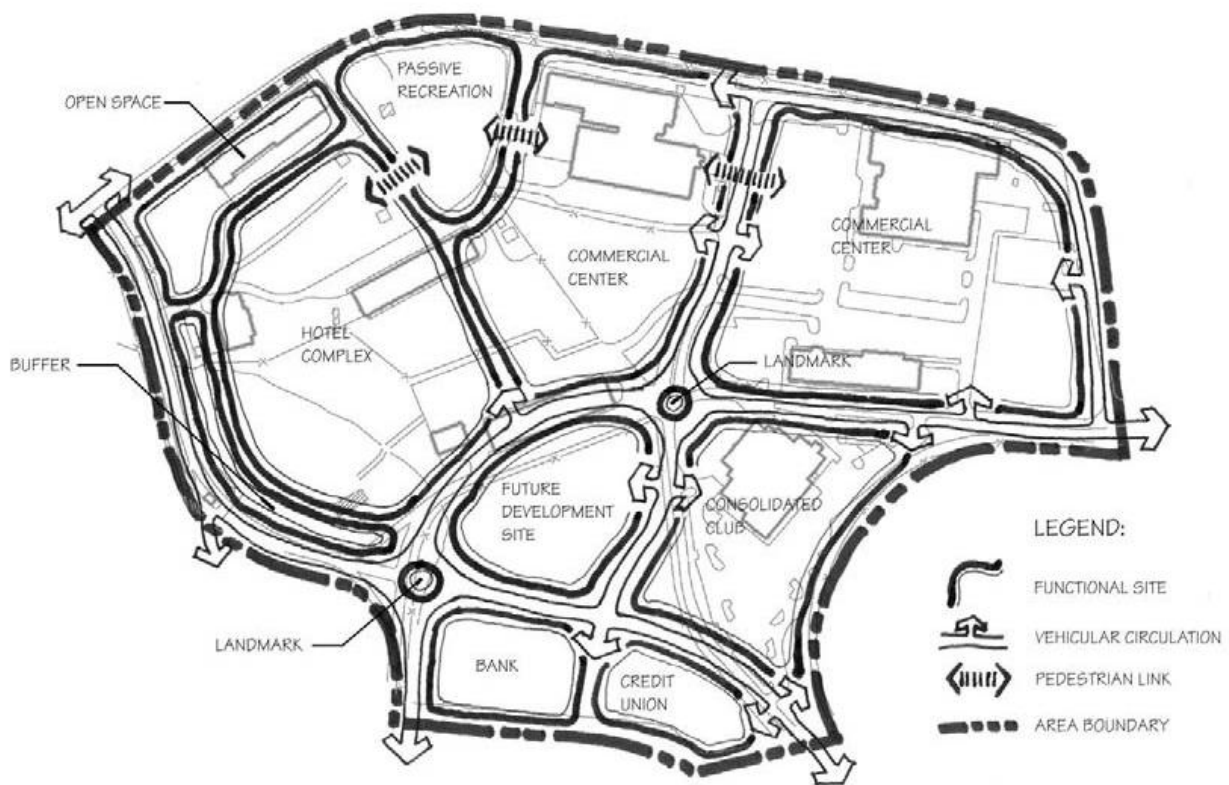 PASSIVE
RECREATION
OPEN SPACE
COMMERCIAL
CENTER
COMMERCIAL
CENTER
HOTEL
COMPLEX
BUFFER
LANDMARK
FUTURE
DEVELOPMENT
SITE
CONSOLIDATED
CLUB
LANDMARK
BANK
CREDIT
UNION
LEGEND:
FUNCTIONAL SITE
VEHICULAR CIRCULATION
PEDESTRIAN LINK
AREA BOUNDARY